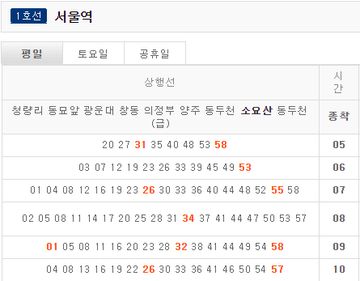 1호선 서울역
평일 토요일 공휴일
상행선 시간
청량리 동묘앞 광운대 창동 의정부 양주 동두천 소요산 동두천(급) 종착
20 27 31 35 40 48 53 58 05
03 07 12 19 23 26 33 39 45 49 53 06
01 04 08 12 16 19 23 26 30 33 36 40 44 48 52 55 58 07
02 05 08 11 14 17 20 25 28 31 34 37 41 44 47 50 53 57 08
01 05 08 11 16 20 23 28 32 38 41 44 49 54 58 09
04 08 13 16 19 22 26 30 33 36 41 46 50 54 57 10